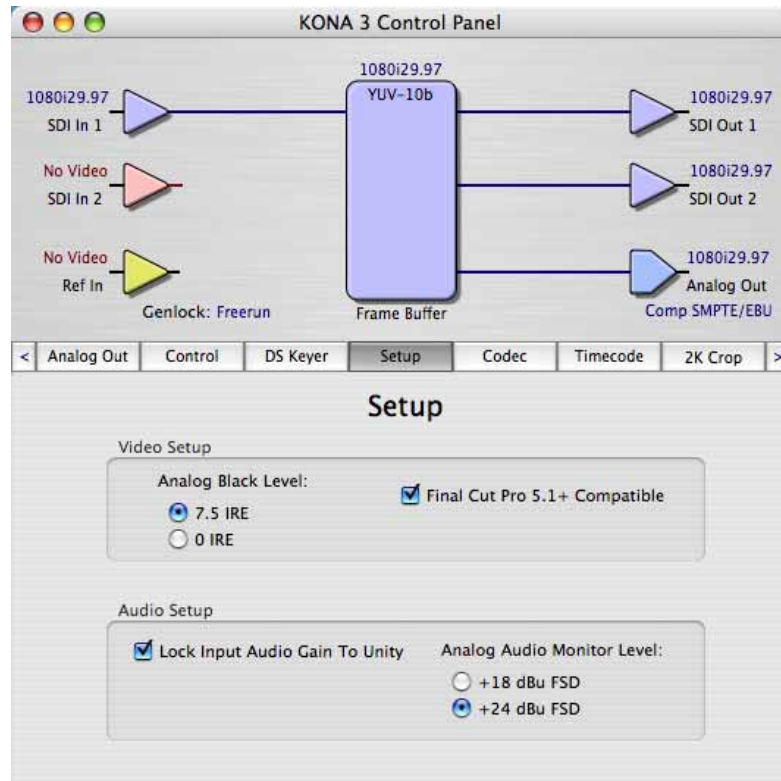 KONA 3 Control Panel
1080i29.97
1080i29.97
YUV-10b
1080i29.97
SDI In 1
SDI Out 1
No Video
1080i29.97
SDI In 2
SDI Out 2
No Video
1080i29.97
Ref In
Analog Out
Genlock: Freerun
Frame Buffer
Comp SMPTE/EBU
< Analog Out Control DS Keyer Setup Codec Timecode 2K Crop >
Setup
Video Setup
Analog Black Level:
Final Cut Pro 5.1+ Compatible
7.5 IRE
0 IRE
Audio Setup
Lock Input Audio Gain To Unity
Analog Audio Monitor Level:
+18 dBu FSD
+24 dBu FSD